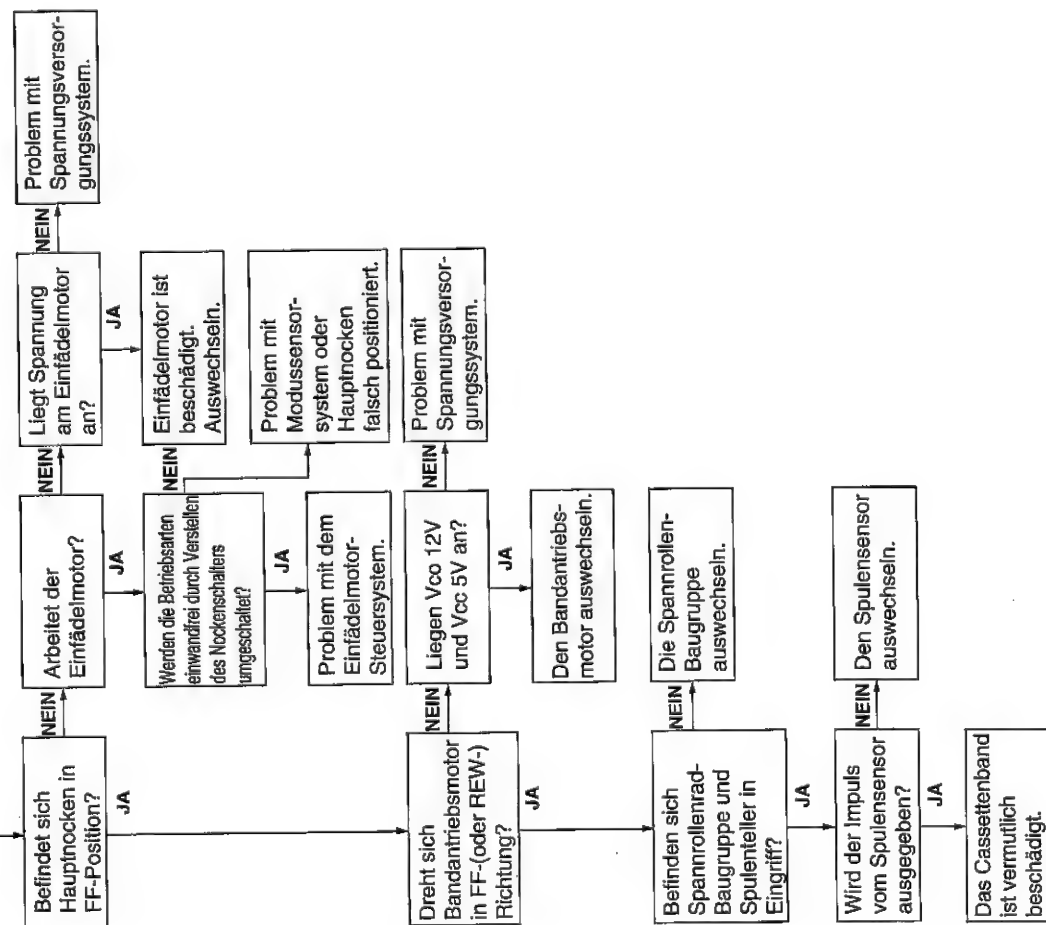 Befindet sich
Hauptnocken in
FF-Position?
NEIN
JA
Arbeitet der
Einfädelmotor?
NEIN
JA
Liegt Spannung
am Einfädelmotor
an?
NEIN
JA
Problem mit
Spannungsversor-
gungssystem.
Einfädelmotor ist
beschädigt.
Auswechseln.
Werden die Betriebsarten
einwandfrei durch Verstellen
des Nockenschalters
umgeschaltet?
NEIN
JA
Problem mit
Modussensor-
system oder
Hauptnocken
falsch positioniert.
Problem mit dem
Einfädelmotor-
Steuersystem.
Dreht sich
Bandantriebsmotor
in FF-(oder REW-)
Richtung?
NEIN
JA
Liegen Vco 12V
und Vcc 5V an?
NEIN
JA
Problem mit
Spannungsversor-
gungssystem.
Den Bandantriebs-
motor auswechseln.
Befinden sich
Spannrollenrad-
Baugruppe und
Spulenteller in
Eingriff?
NEIN
JA
Die Spannrollen-
Baugruppe
auswechseln.
Wird der Impuls
vom Spulensensor
ausgegeben?
NEIN
JA
Den Spulensensor
auswechseln.
Das Cassettenband
ist vermutlich
beschädigt.